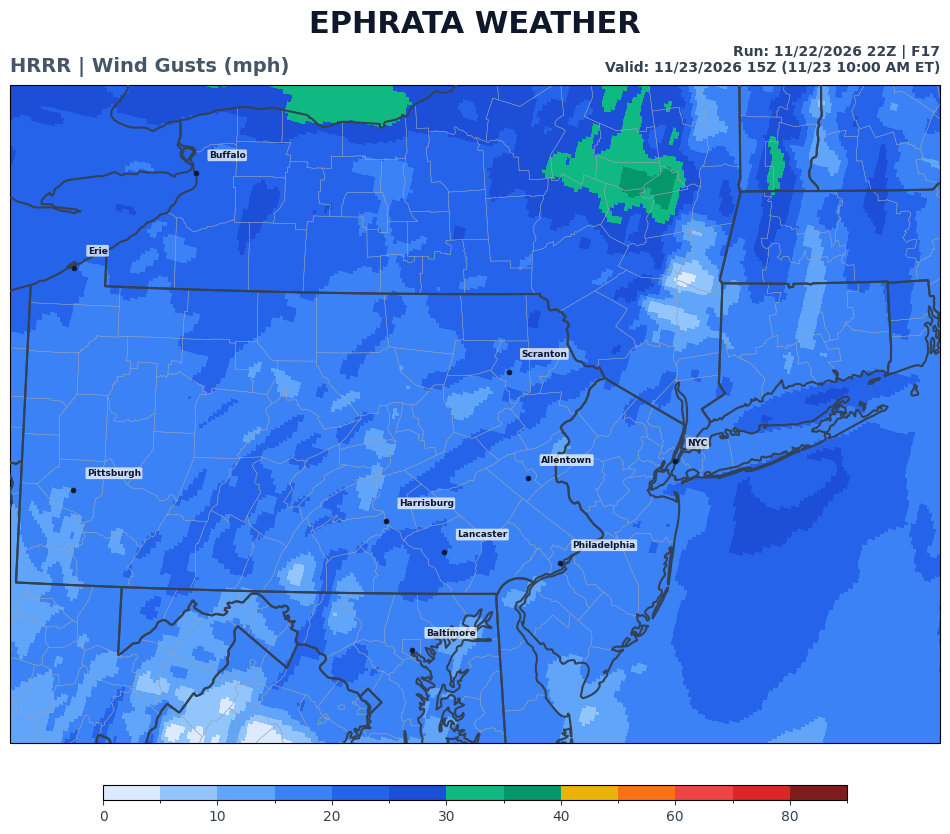 EPHRATA WEATHER
HRRR | Wind Gusts (mph)
Run: 11/22/2026 22Z | F17
Valid: 11/23/2026 15Z (11/23 10:00 AM ET)
Buffalo
Erie
Scranton
NYC
Allentown
Pittsburgh
Harrisburg
Lancaster
Philadelphia
Baltimore
0 10 20 30 40 50 60 70 80